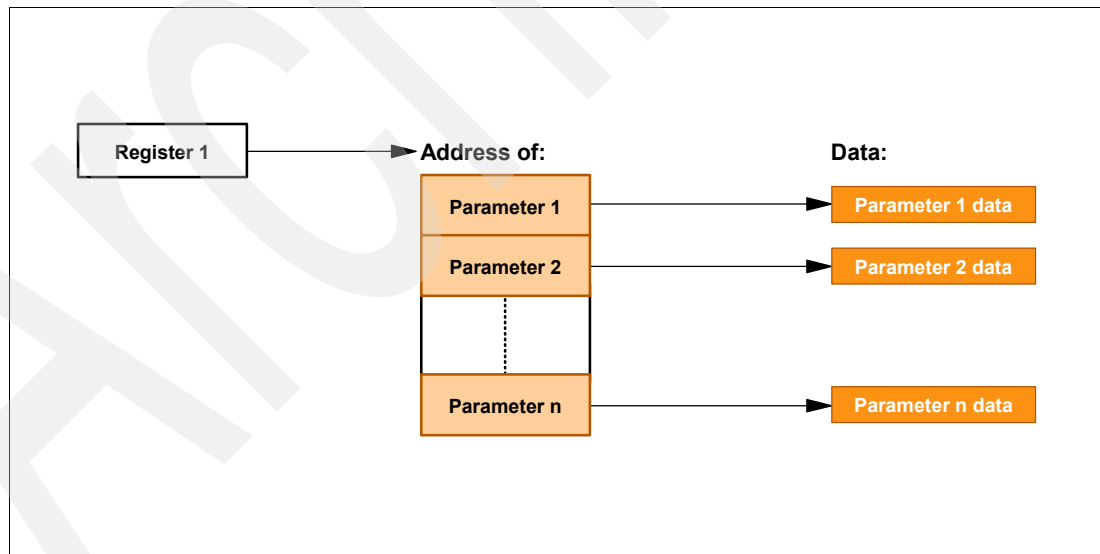 Register 1
Address of:
Data:
Parameter 1
Parameter 1 data
Parameter 2
Parameter 2 data
Parameter n
Parameter n data